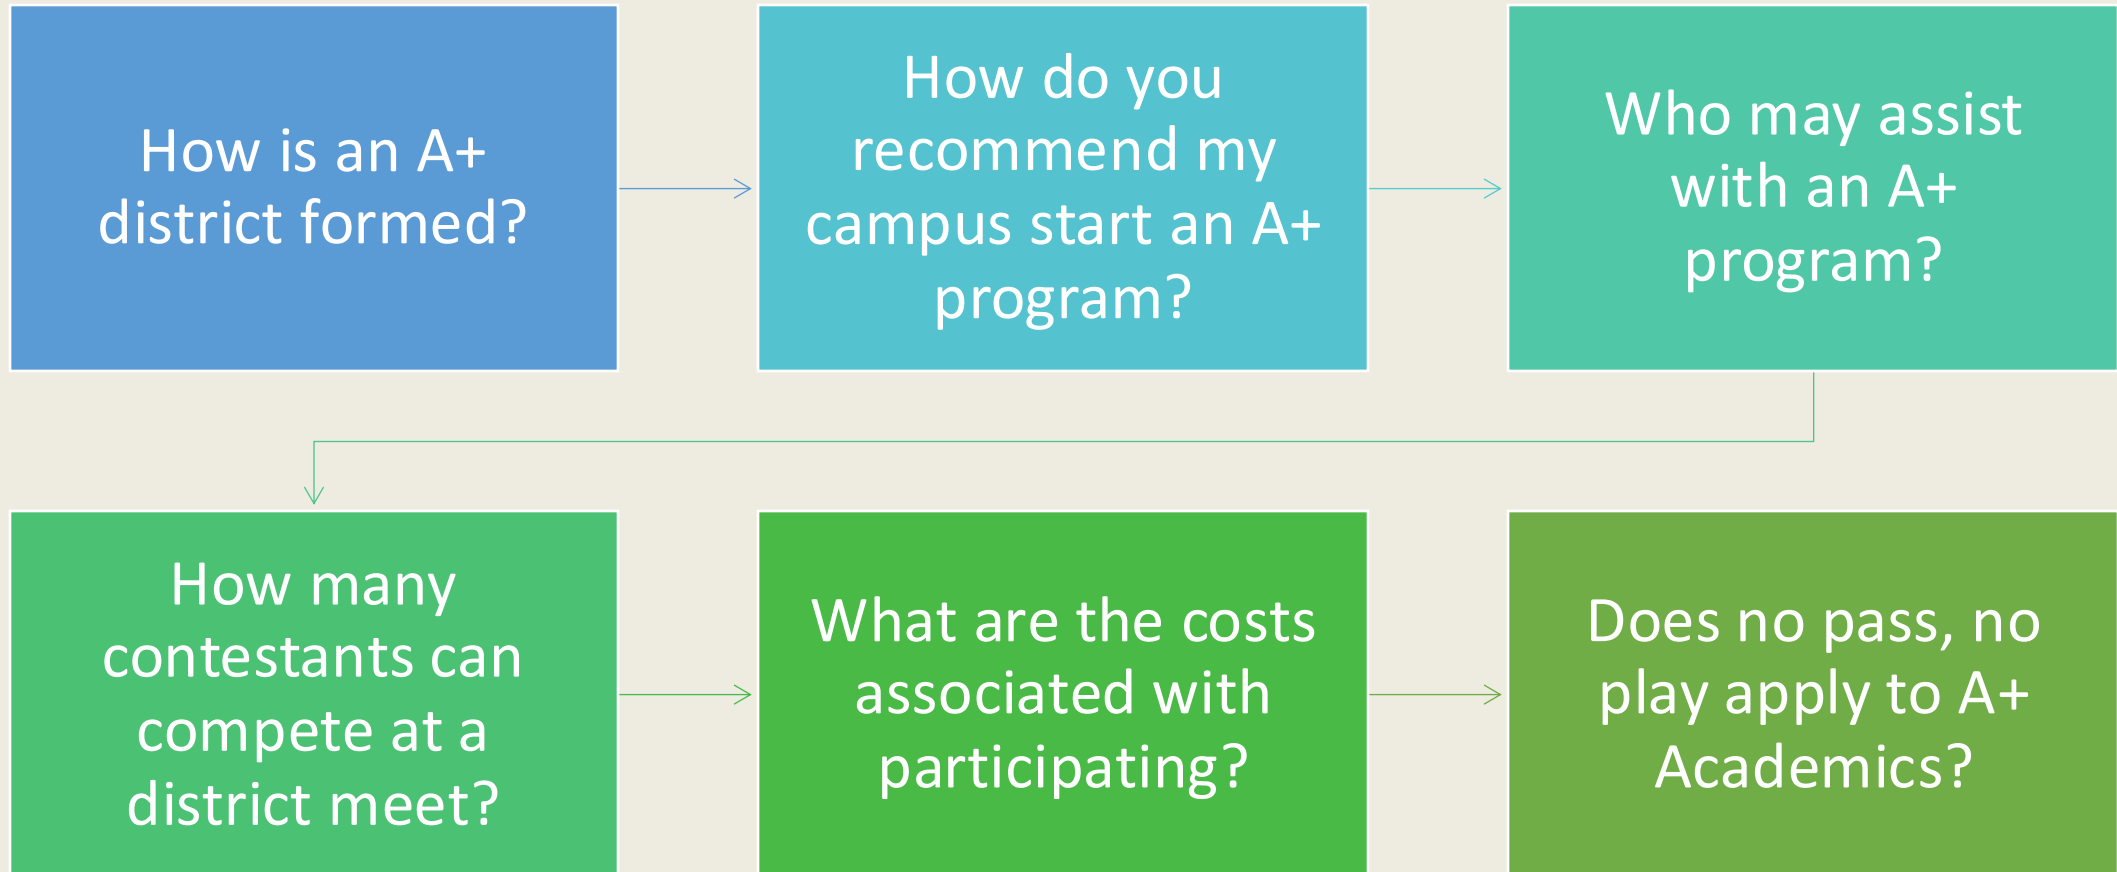 How is an A+
district formed?
How do you
recommend my
campus start an A+
program?
Who may assist
with an A+
program?
How many
contestants can
compete at a
district meet?
What are the costs
associated with
participating?
Does no pass, no
play apply to A+
Academics?